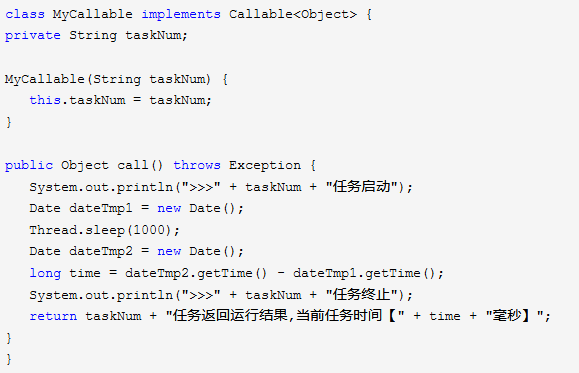 class MyCallable implements Callable<Object> {
private String taskNum;

MyCallable(String taskNum) {
   this.taskNum = taskNum;
}

public Object call() throws Exception {
   System.out.println(">>>" + taskNum + "任务启动");
   Date dateTmp1 = new Date();
   Thread.sleep(1000);
   Date dateTmp2 = new Date();
   long time = dateTmp2.getTime() - dateTmp1.getTime();
   System.out.println(">>>" + taskNum + "任务终止");
   return taskNum + "任务返回运行结果,当前任务时间【" + time + "毫秒】";
}
}